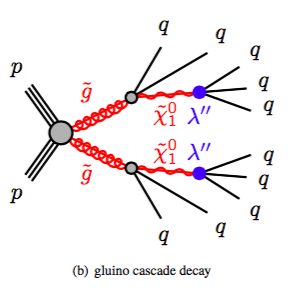 q
q
q
p
g̃
q
q
χ̃₁⁰ λ″
χ̃₁⁰ λ″
q
q
g̃
p
q
q
q
(b) gluino cascade decay